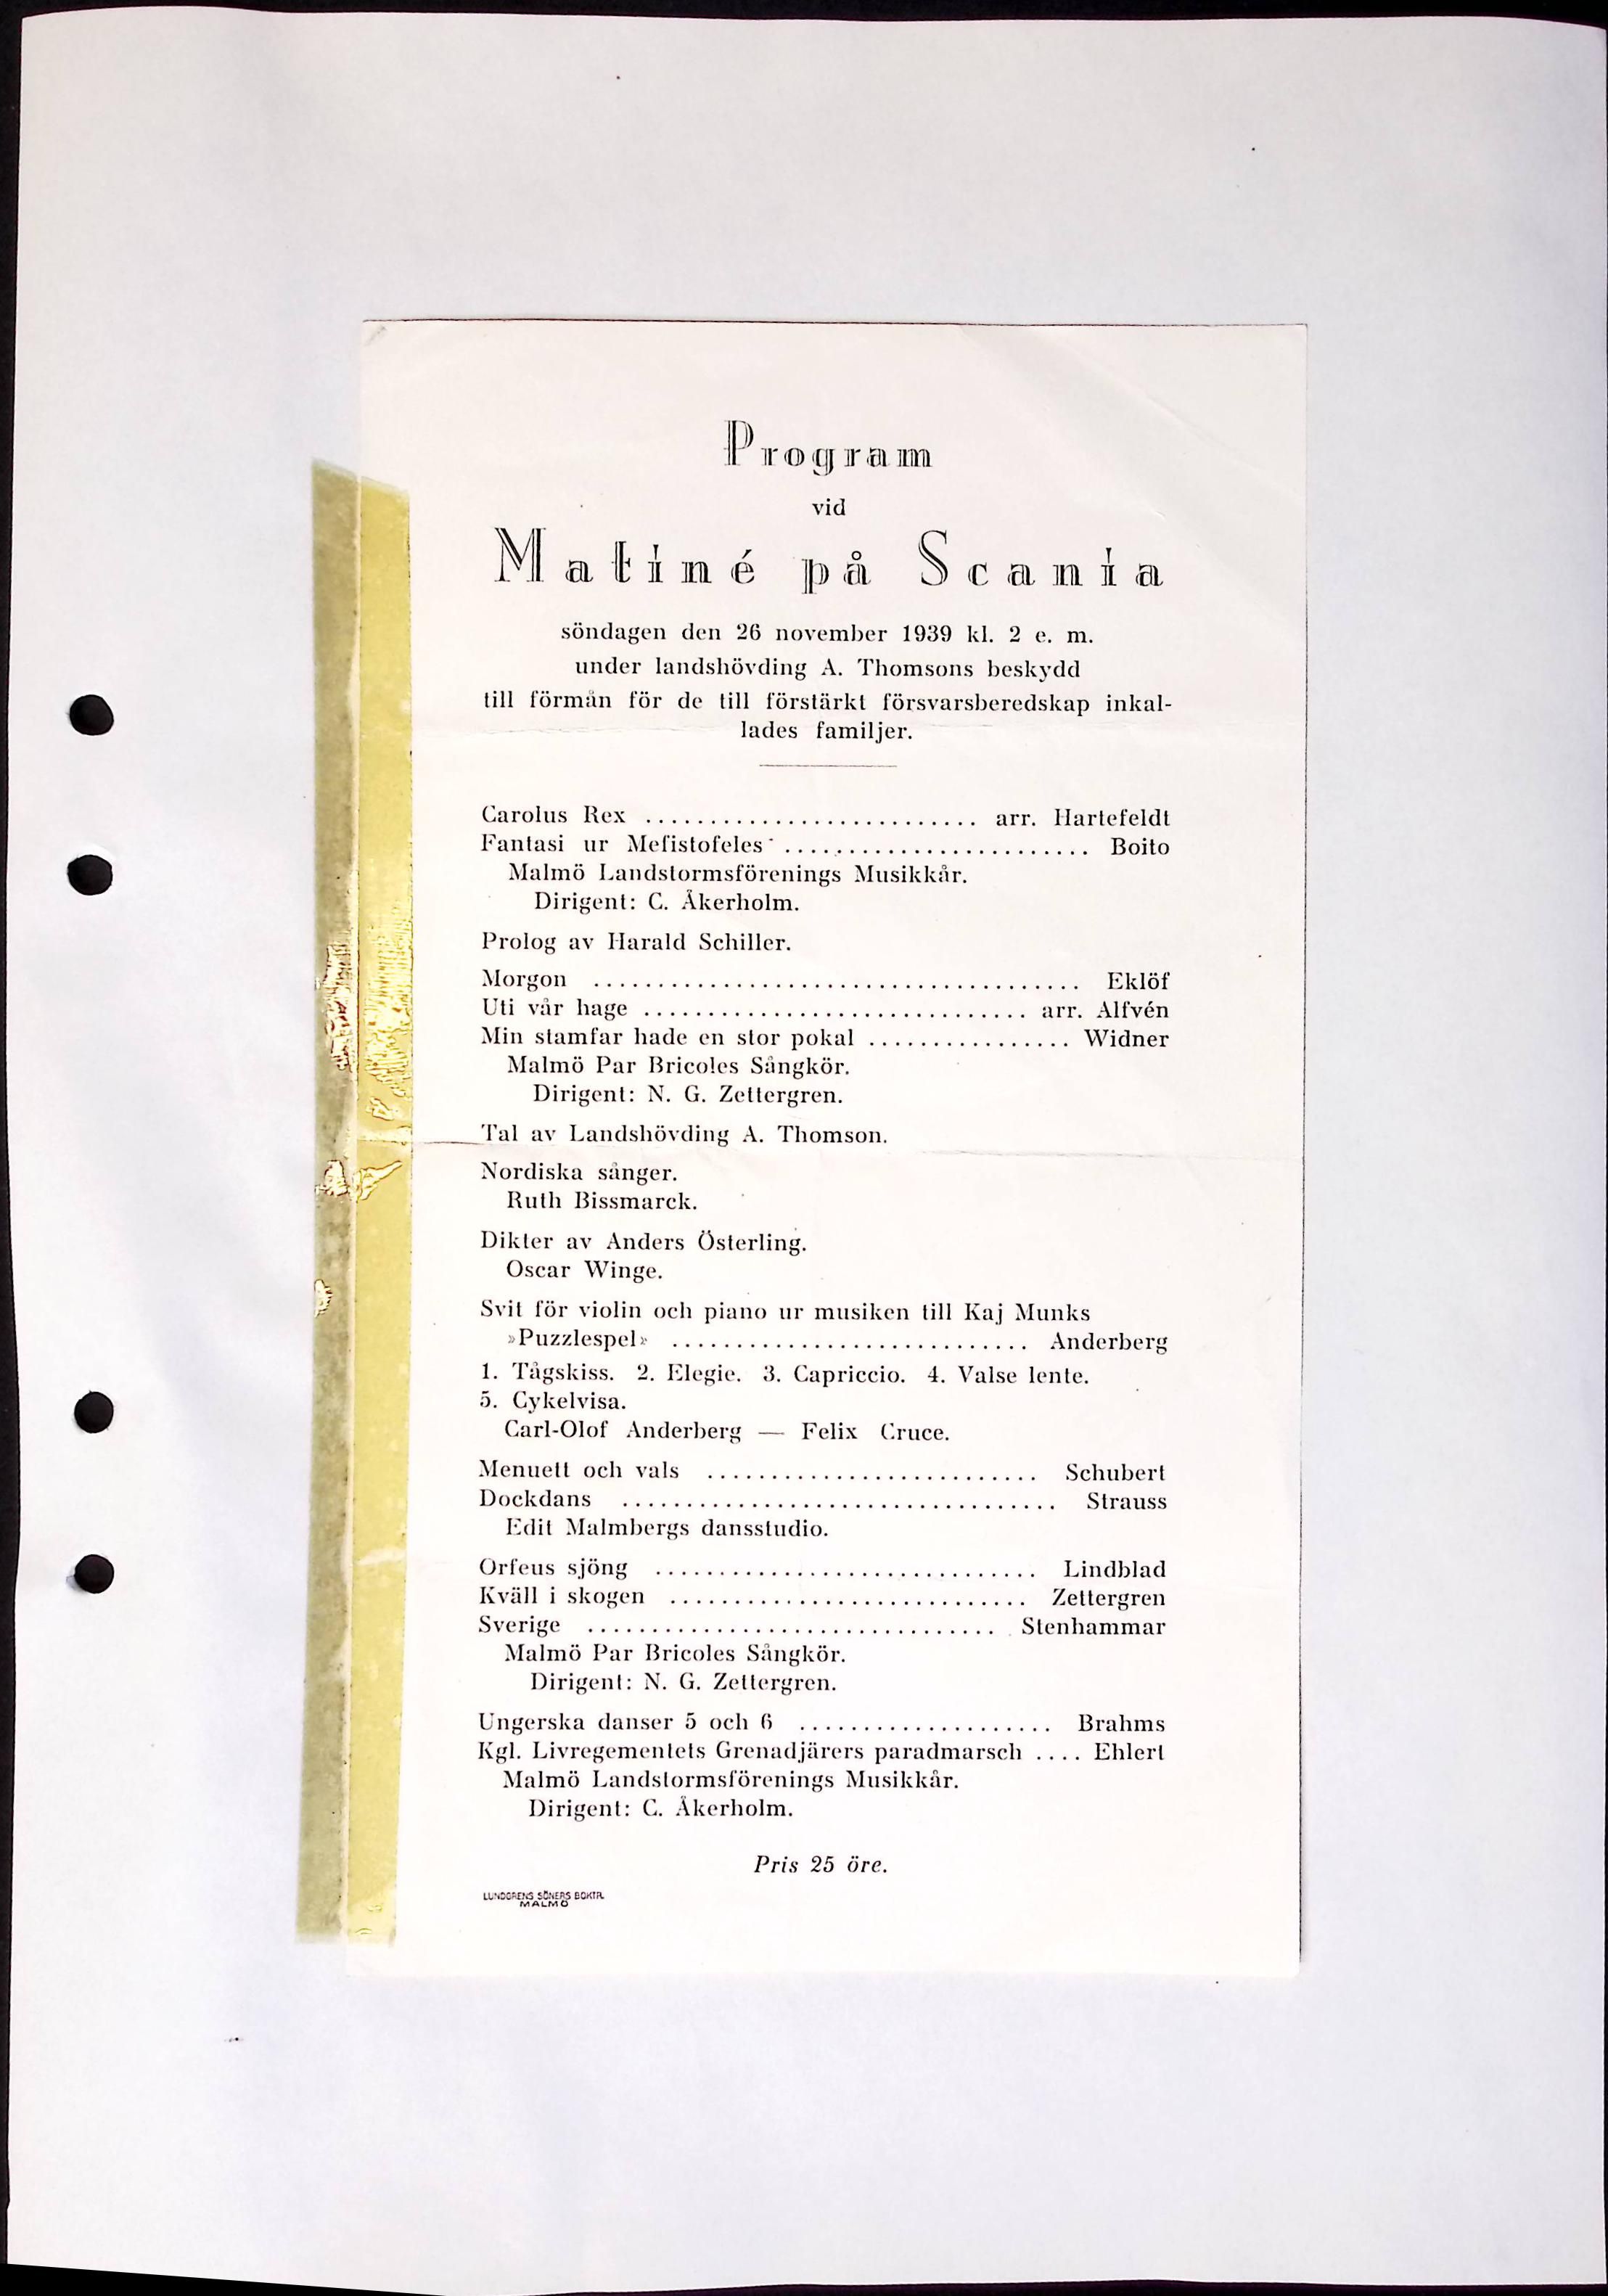 Program
vid
Matiné på Scania
söndagen den 26 november 1939 kl. 2 e. m.
under landshövding A. Thomsons beskydd
till förmån för de till förstärkt försvarsberedskap inkal-
lades familjer.
Carolus Rex .......................... arr. Hartefeldt
Fantasi ur Mefistofeles ........................ Boito
Malmö Landstormsförenings Musikkår.
Dirigent: C. Åkerholm.
Prolog av Harald Schiller.
Morgon ...................................... Eklöf
Uti vår hage .............................. arr. Alfvén
Min stamfar hade en stor pokal ................ Widner
Malmö Par Bricoles Sångkör.
Dirigent: N. G. Zettergren.
Tal av Landshövding A. Thomson.
Nordiska sånger.
Ruth Bissmarck.
Dikter av Anders Österling.
Oscar Winge.
Svit för violin och piano ur musiken till Kaj Munks
»Puzzlespel» ............................ Anderberg
1. Tågskiss. 2. Elegie. 3. Capriccio. 4. Valse lente.
5. Cykelvisa.
Carl-Olof Anderberg — Felix Cruce.
Menuett och vals .......................... Schubert
Dockdans .................................. Strauss
Edit Malmbergs dansstudio.
Orfeus sjöng .............................. Lindblad
Kväll i skogen ............................ Zettergren
Sverige ................................ Stenhammar
Malmö Par Bricoles Sångkör.
Dirigent: N. G. Zettergren.
Ungerska danser 5 och 6 .................... Brahms
Kgl. Livregementets Grenadjärers paradmarsch .... Ehlert
Malmö Landstormsförenings Musikkår.
Dirigent: C. Åkerholm.
Pris 25 öre.
LUNDGRENS SÖNERS BOKTR.
MALMÖ